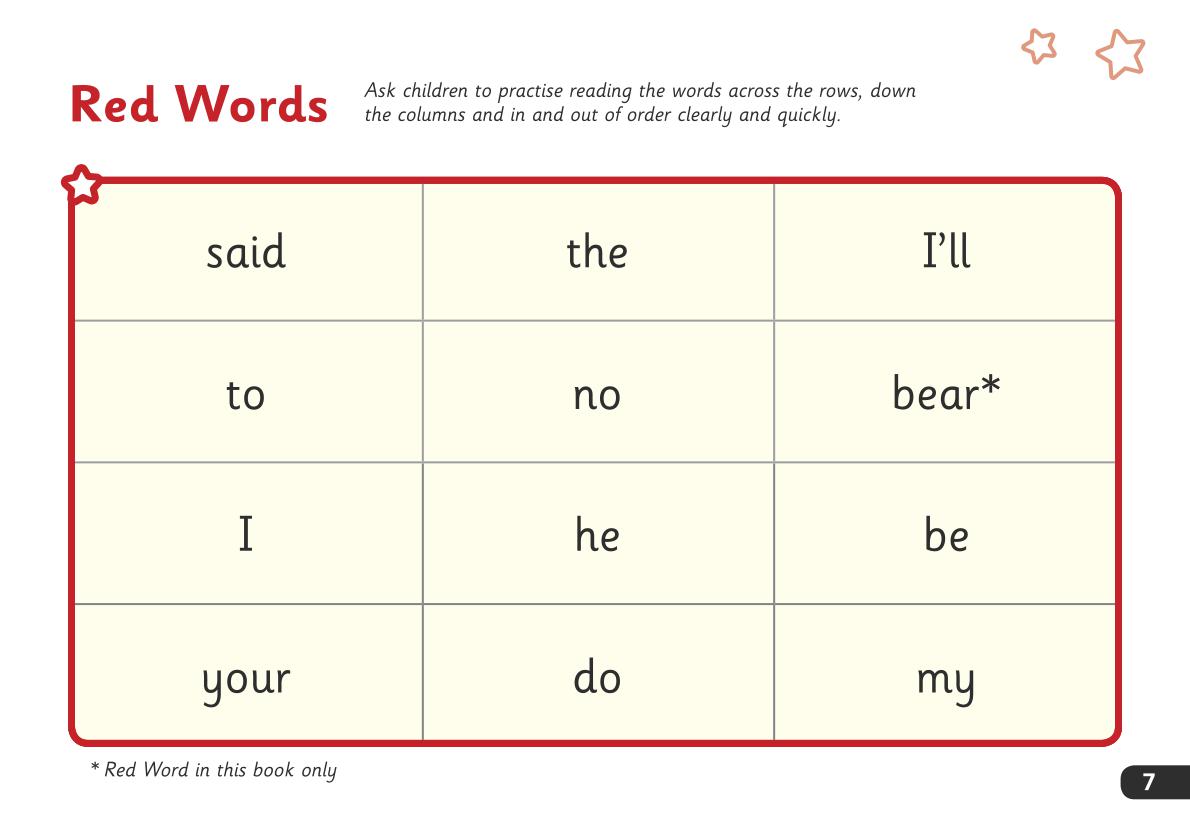 Red Words
Ask children to practise reading the words across the rows, down
the columns and in and out of order clearly and quickly.
said the I’ll
to no bear*
I he be
your do my
* Red Word in this book only
7